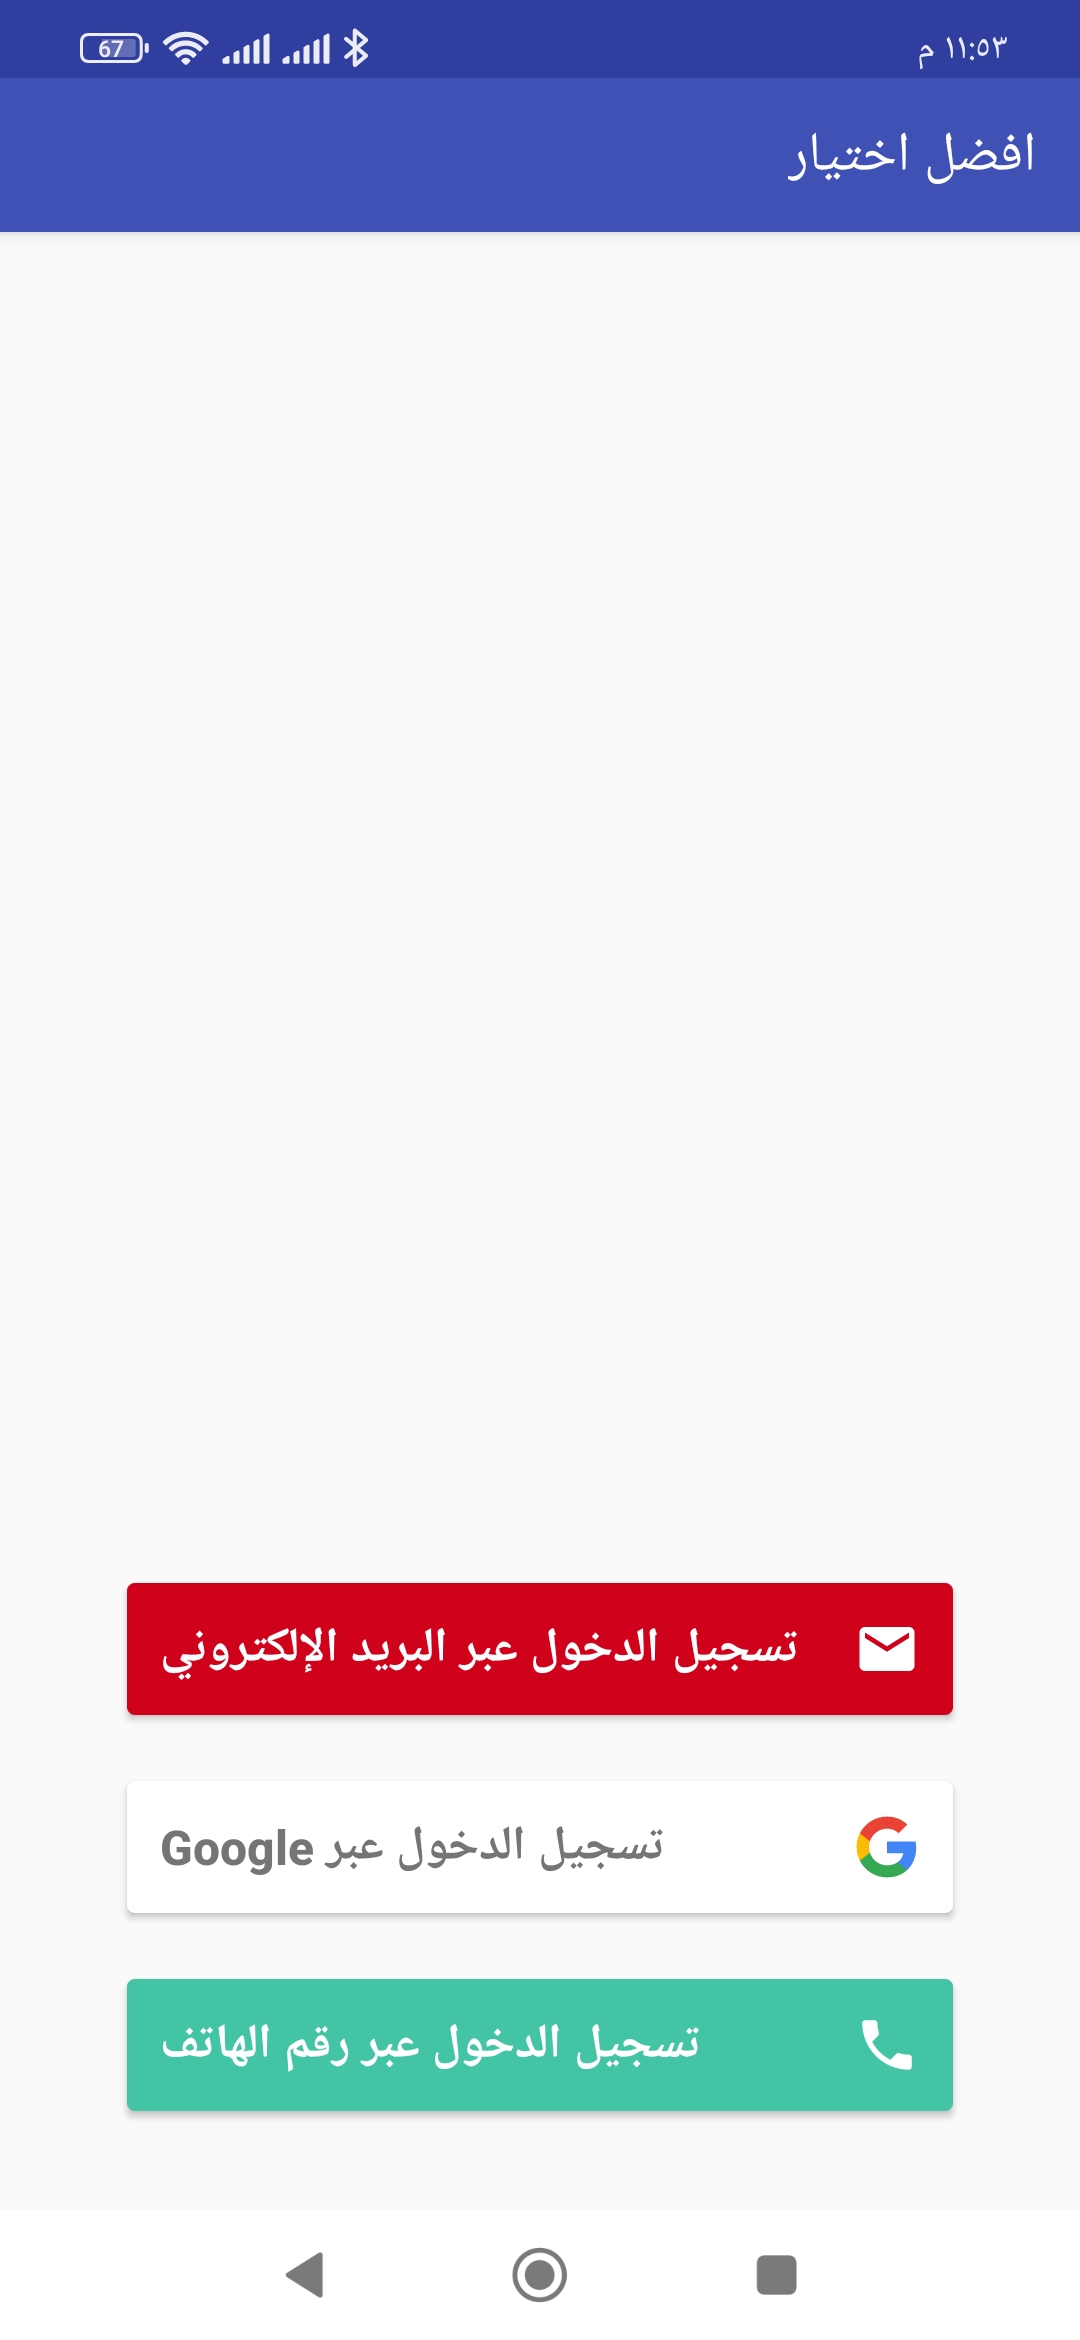 ١١:٥٣ م
67
افضل اختيار
تسجيل الدخول عبر البريد الإلكتروني
تسجيل الدخول عبر Google
تسجيل الدخول عبر رقم الهاتف